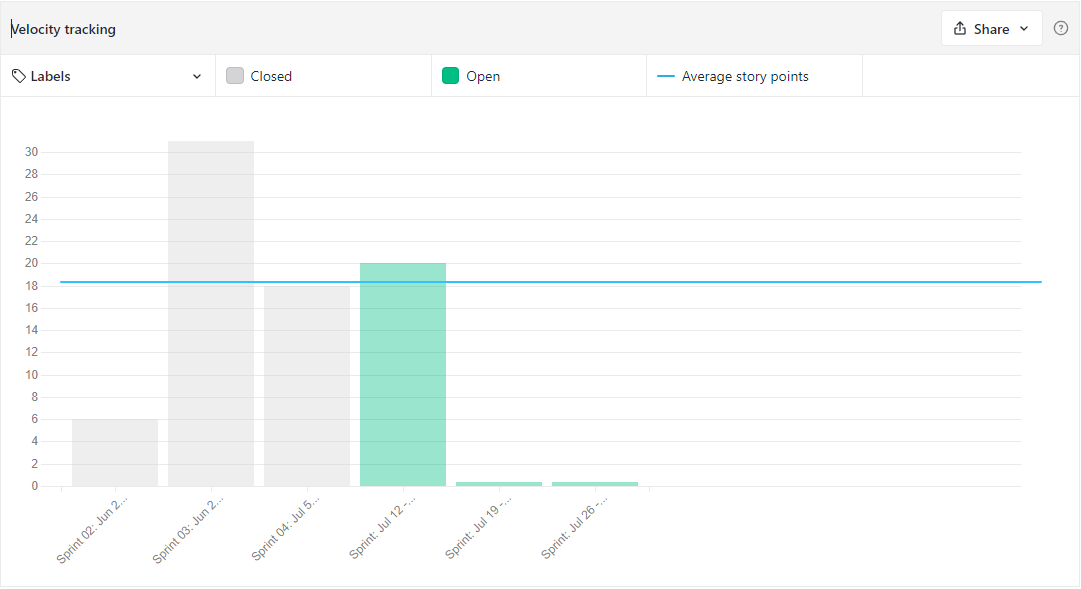 Velocity tracking
Share
Labels
Closed
Open
Average story points
30
28
26
24
22
20
18
16
14
12
10
8
6
4
2
0
Sprint 02: Jun 2...
Sprint 03: Jun 2...
Sprint 04: Jul 5...
Sprint: Jul 12 -...
Sprint: Jul 19 -...
Sprint: Jul 26 -...